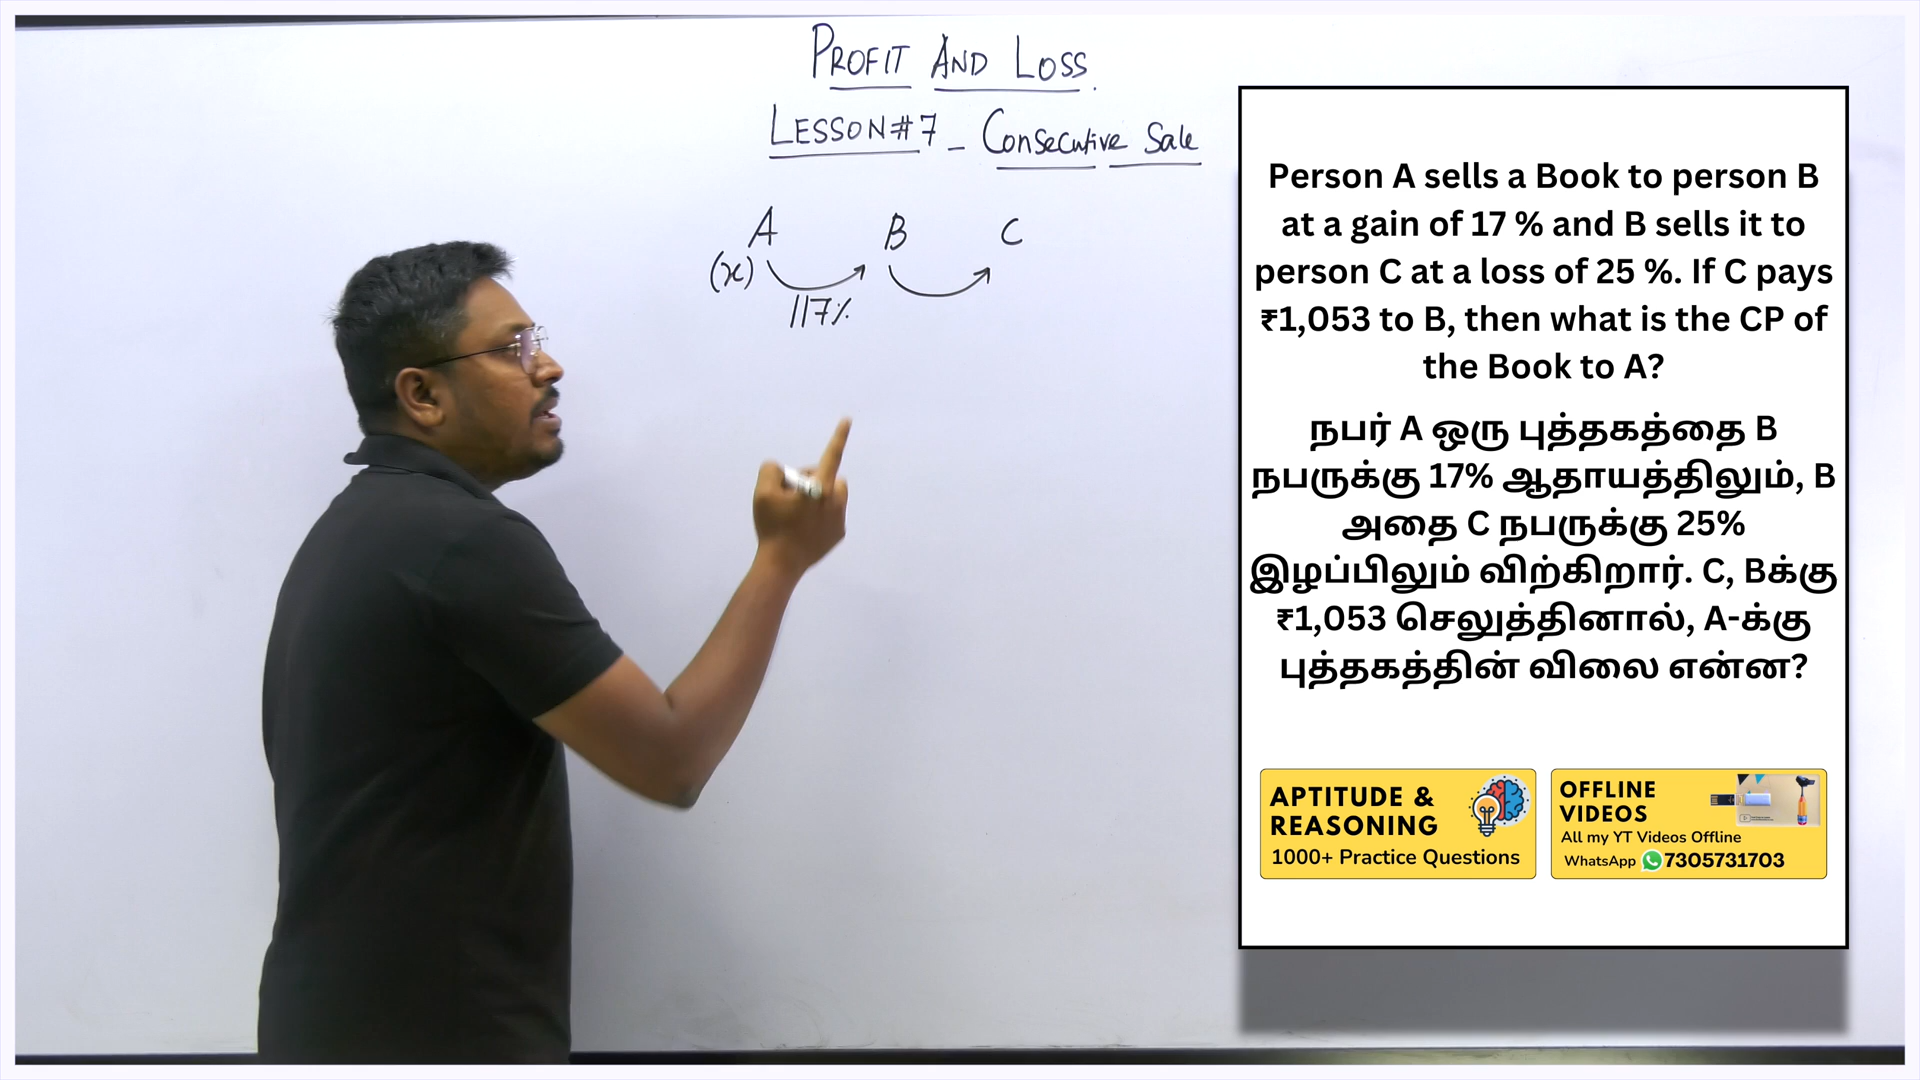 PROFIT AND LOSS.
LESSON#7 - Consecutive Sale
A B C
(x)
117%
Person A sells a Book to person B
at a gain of 17 % and B sells it to
person C at a loss of 25 %. If C pays
₹1,053 to B, then what is the CP of
the Book to A?
நபர் A ஒரு புத்தகத்தை B
நபருக்கு 17% ஆதாயத்திலும், B
அதை C நபருக்கு 25%
இழப்பிலும் விற்கிறார். C, Bக்கு
₹1,053 செலுத்தினால், A-க்கு
புத்தகத்தின் விலை என்ன?
APTITUDE &
REASONING
1000+ Practice Questions
OFFLINE
VIDEOS
All my YT Videos Offline
WhatsApp 7305731703